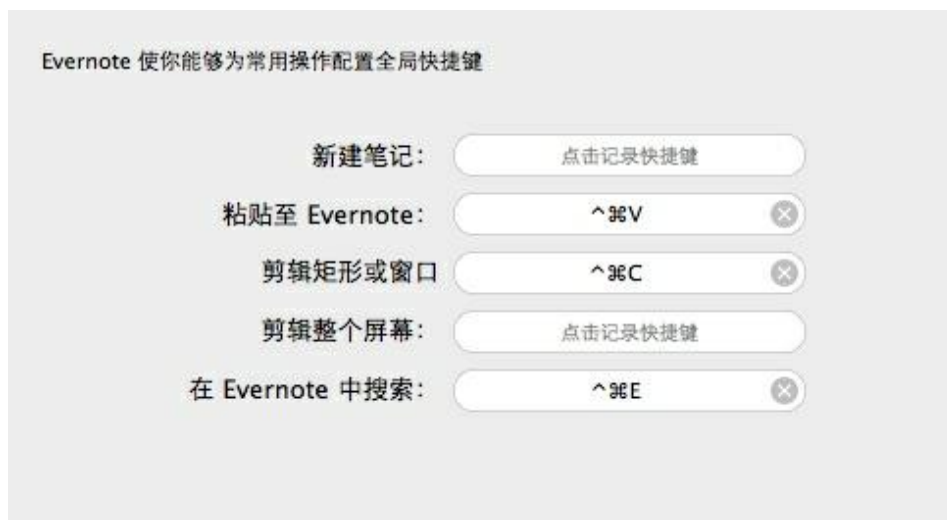 Evernote 使你能够为常用操作配置全局快捷键
新建笔记： 点击记录快捷键
粘贴至 Evernote： ^⌘V
剪辑矩形或窗口 ^⌘C
剪辑整个屏幕： 点击记录快捷键
在 Evernote 中搜索： ^⌘E